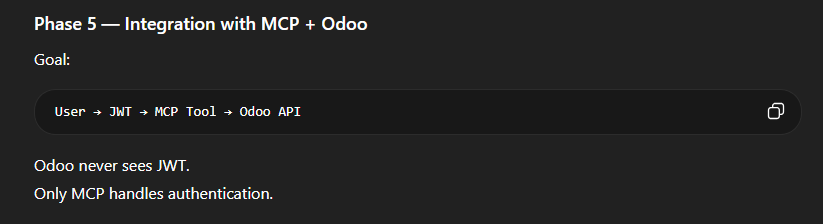 Phase 5 — Integration with MCP + Odoo
Goal:
User → JWT → MCP Tool → Odoo API
Odoo never sees JWT.
Only MCP handles authentication.